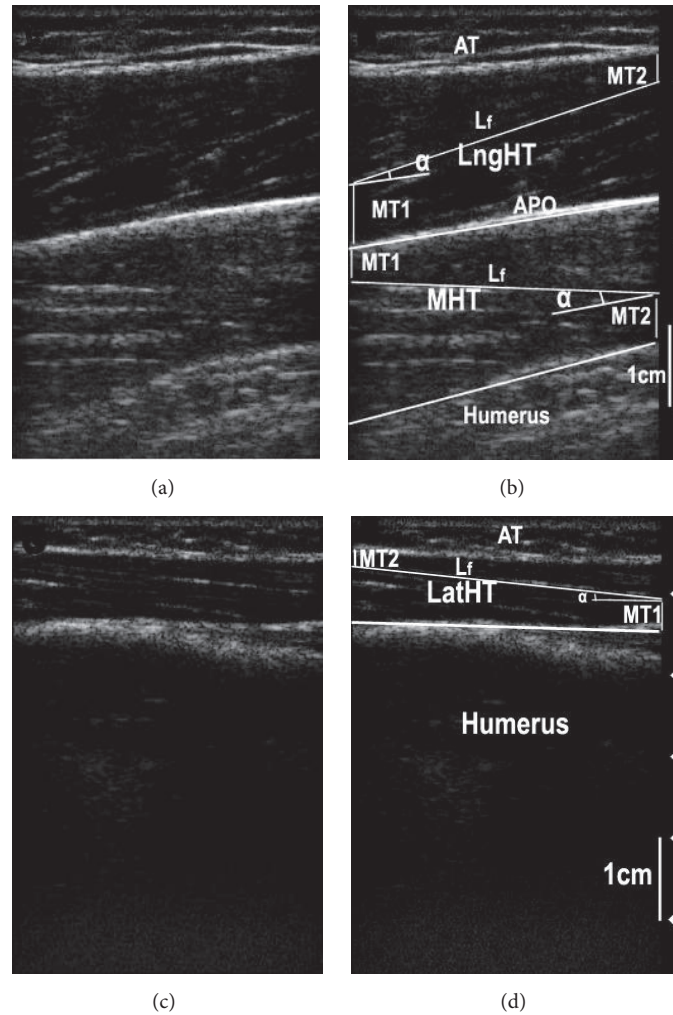 AT
MT2
Lf
α
LngHT
MT1
APO
MT1
Lf
MHT
α
MT2
1cm
Humerus
(a)
(b)
AT
MT2
Lf
LatHT
α
MT1
Humerus
1cm
(c)
(d)